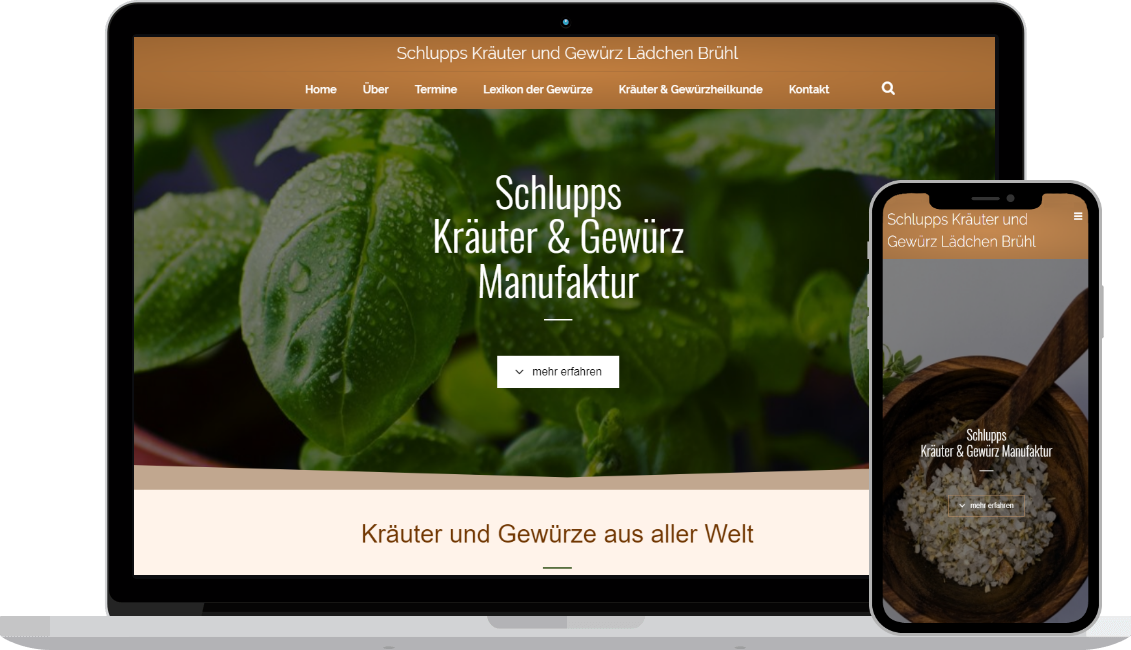 Schlupps Kräuter und Gewürz Lädchen Brühl
Home Über Termine Lexikon der Gewürze Kräuter & Gewürzheilkunde Kontakt
Schlupps
Kräuter & Gewürz
Manufaktur
mehr erfahren
Kräuter und Gewürze aus aller Welt
Schlupps Kräuter und
Gewürz Lädchen Brühl
Schlupps
Kräuter & Gewürz Manufaktur
mehr erfahren